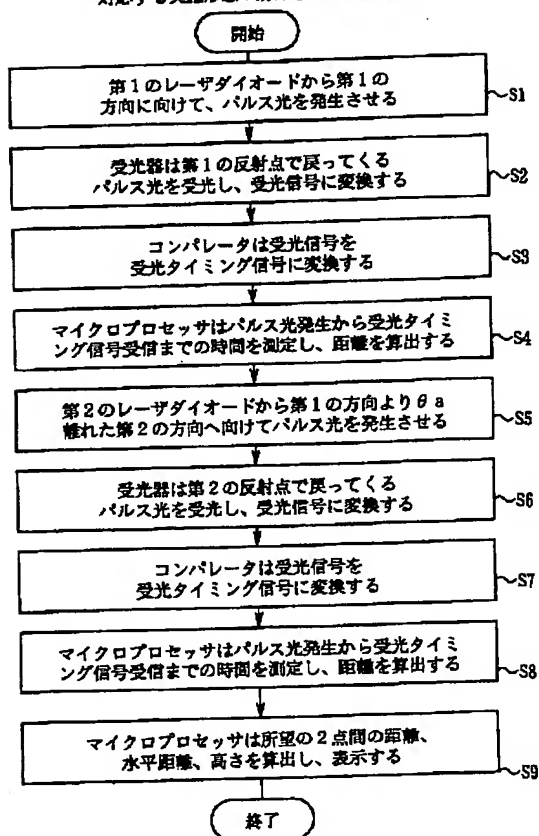 開始
第1のレーザダイオードから第1の
方向に向けて、パルス光を発生させる
S1
受光器は第1の反射点で戻ってくる
パルス光を受光し、受光信号に変換する
S2
コンパレータは受光信号を
受光タイミング信号に変換する
S3
マイクロプロセッサはパルス光発生から受光タイミ
ング信号受信までの時間を測定し、距離を算出する
S4
第2のレーザダイオードから第1の方向よりθa
離れた第2の方向へ向けてパルス光を発生させる
S5
受光器は第2の反射点で戻ってくる
パルス光を受光し、受光信号に変換する
S6
コンパレータは受光信号を
受光タイミング信号に変換する
S7
マイクロプロセッサはパルス光発生から受光タイミ
ング信号受信までの時間を測定し、距離を算出する
S8
マイクロプロセッサは所望の2点間の距離、
水平距離、高さを算出し、表示する
S9
終了